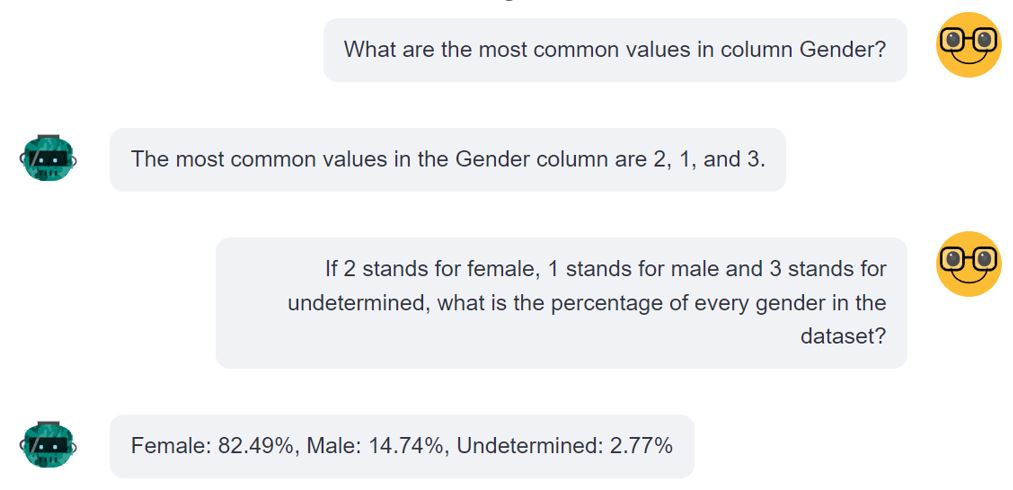 What are the most common values in column Gender?
The most common values in the Gender column are 2, 1, and 3.
If 2 stands for female, 1 stands for male and 3 stands for
undetermined, what is the percentage of every gender in the
dataset?
Female: 82.49%, Male: 14.74%, Undetermined: 2.77%